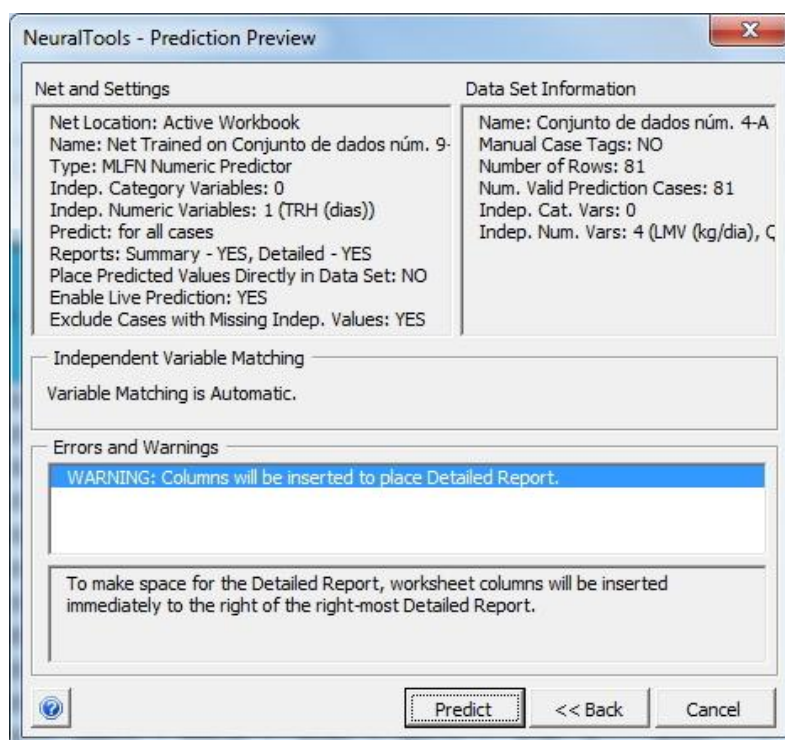 NeuralTools - Prediction Preview
Net and Settings
Net Location: Active Workbook
Name: Net Trained on Conjunto de dados núm. 9-
Type: MLFN Numeric Predictor
Indep. Category Variables: 0
Indep. Numeric Variables: 1 (TRH (dias))
Predict: for all cases
Reports: Summary - YES, Detailed - YES
Place Predicted Values Directly in Data Set: NO
Enable Live Prediction: YES
Exclude Cases with Missing Indep. Values: YES
Data Set Information
Name: Conjunto de dados núm. 4-A
Manual Case Tags: NO
Number of Rows: 81
Num. Valid Prediction Cases: 81
Indep. Cat. Vars: 0
Indep. Num. Vars: 4 (LMV (kg/dia), Q
Independent Variable Matching
Variable Matching is Automatic.
Errors and Warnings
WARNING: Columns will be inserted to place Detailed Report.
To make space for the Detailed Report, worksheet columns will be inserted
immediately to the right of the right-most Detailed Report.
Predict
<< Back
Cancel